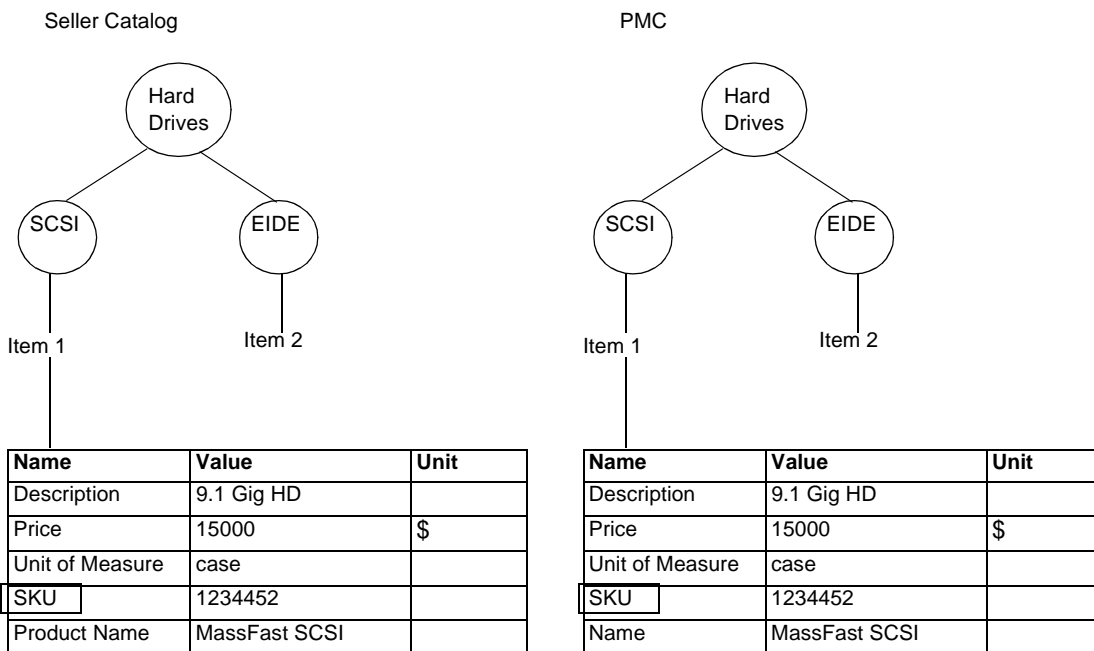 Seller Catalog
Hard
Drives
SCSI
EIDE
Item 1
Item 2
Name Value Unit
Description 9.1 Gig HD
Price 15000 $
Unit of Measure case
SKU 1234452
Product Name MassFast SCSI
PMC
Hard
Drives
SCSI
EIDE
Item 1
Item 2
Name Value Unit
Description 9.1 Gig HD
Price 15000 $
Unit of Measure case
SKU 1234452
Name MassFast SCSI